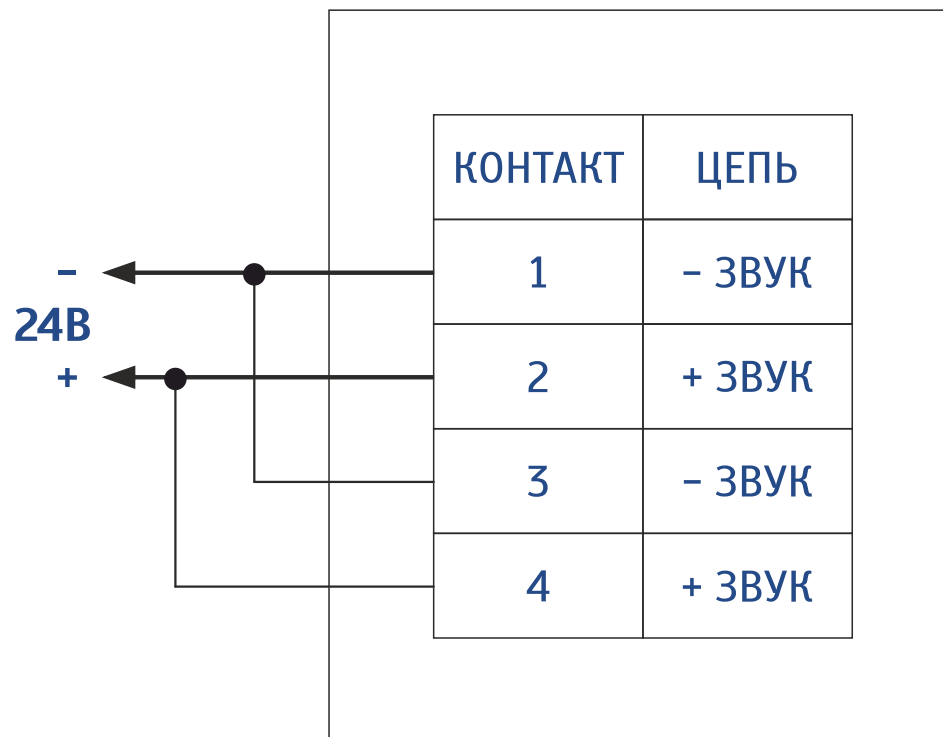 КОНТАКТ ЦЕПЬ
– 1 – ЗВУК
24В
+ 2 + ЗВУК
3 – ЗВУК
4 + ЗВУК